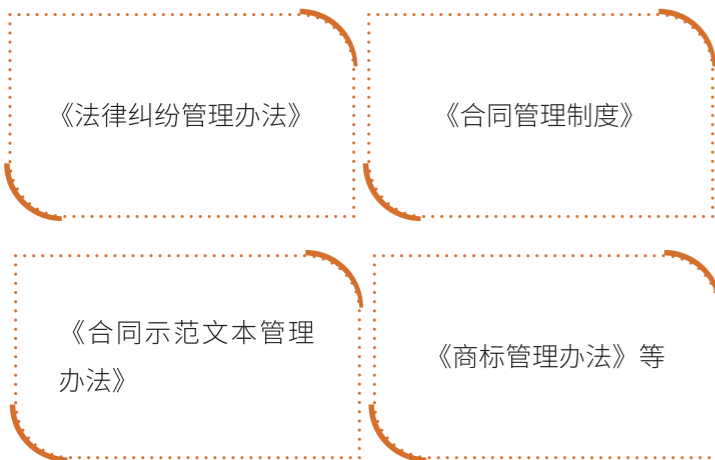 《法律纠纷管理办法》
《合同管理制度》
《合同示范文本管理
办法》
《商标管理办法》等